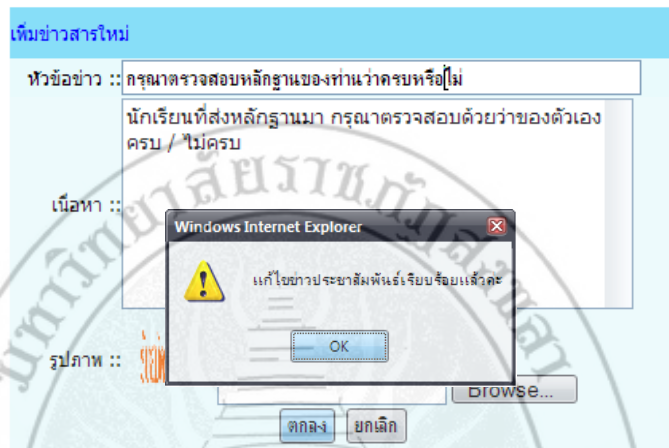 เพิ่มข่าวสารใหม่
หัวข้อข่าว :: กรุณาตรวจสอบหลักฐานของท่านว่าครบหรือไม่
นักเรียนที่ส่งหลักฐานมา กรุณาตรวจสอบด้วยว่าของตัวเอง
ครบ / ไม่ครบ
เนื้อหา ::
Windows Internet Explorer
แก้ไขข่าวประชาสัมพันธ์เรียบร้อยแล้วคะ
OK
รูปภาพ ::
Browse...
ตกลง ยกเลิก